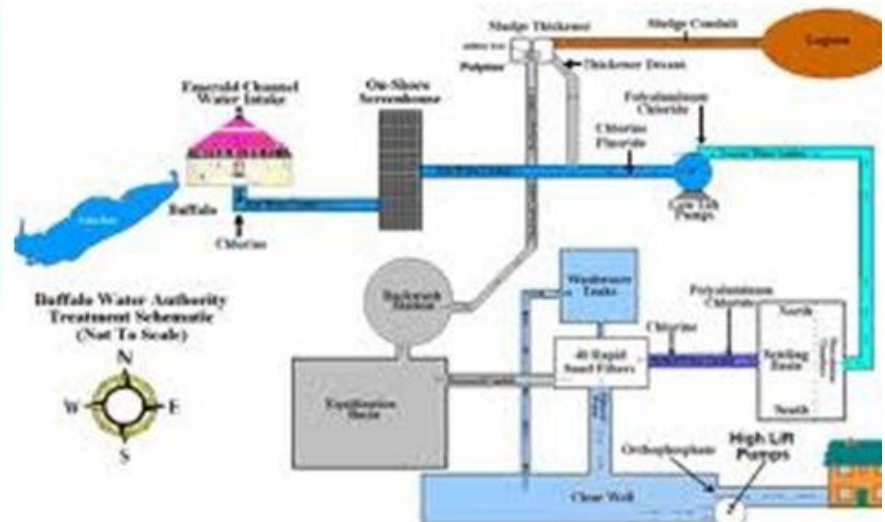 Sludge Thickener
Sludge Conduit
Lagoon
Polymer
Thickener Decant
Emerald Channel
Water Intake
On-Shore
Screenhouse
Polyaluminum
Chloride
Chlorine
Fluoride
Low Lift
Pumps
Buffalo
Chlorine
Buffalo Water Authority
Treatment Schematic
(Not To Scale)
N
W
E
S
Backwash
Washwater
Tanks
Polyaluminum
Chloride
Chlorine
North
40 Rapid
Sand Filters
Settling
Basin
South
Equalization
Basin
Orthophosphate
High Lift
Pumps
Clear Well